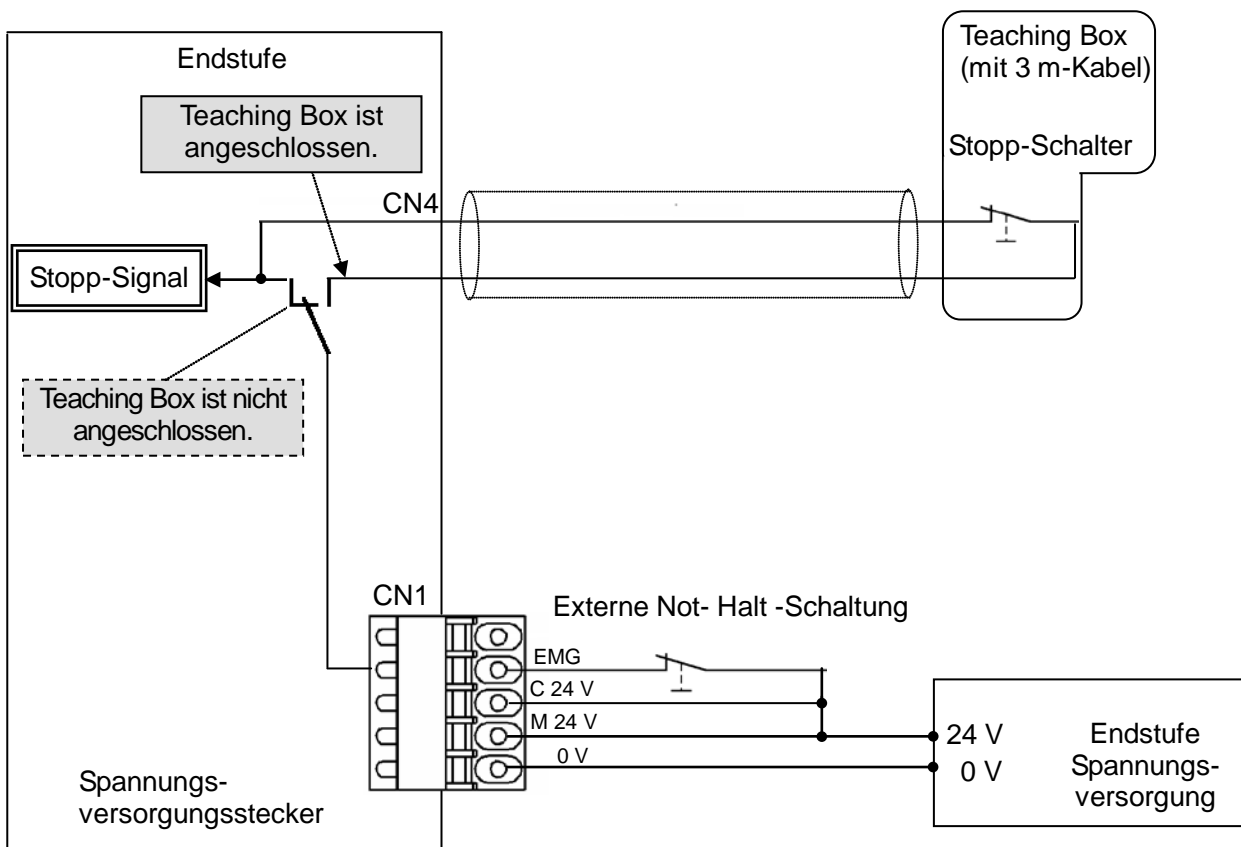 Endstufe
Teaching Box
(mit 3 m-Kabel)
Teaching Box ist
angeschlossen.
Stopp-Schalter
CN4
Stopp-Signal
Teaching Box ist nicht
angeschlossen.
CN1
Externe Not- Halt -Schaltung
EMG
C 24 V
M 24 V
0 V
24 V
0 V
Endstufe
Spannungs-
versorgung
Spannungs-
versorgungsstecker